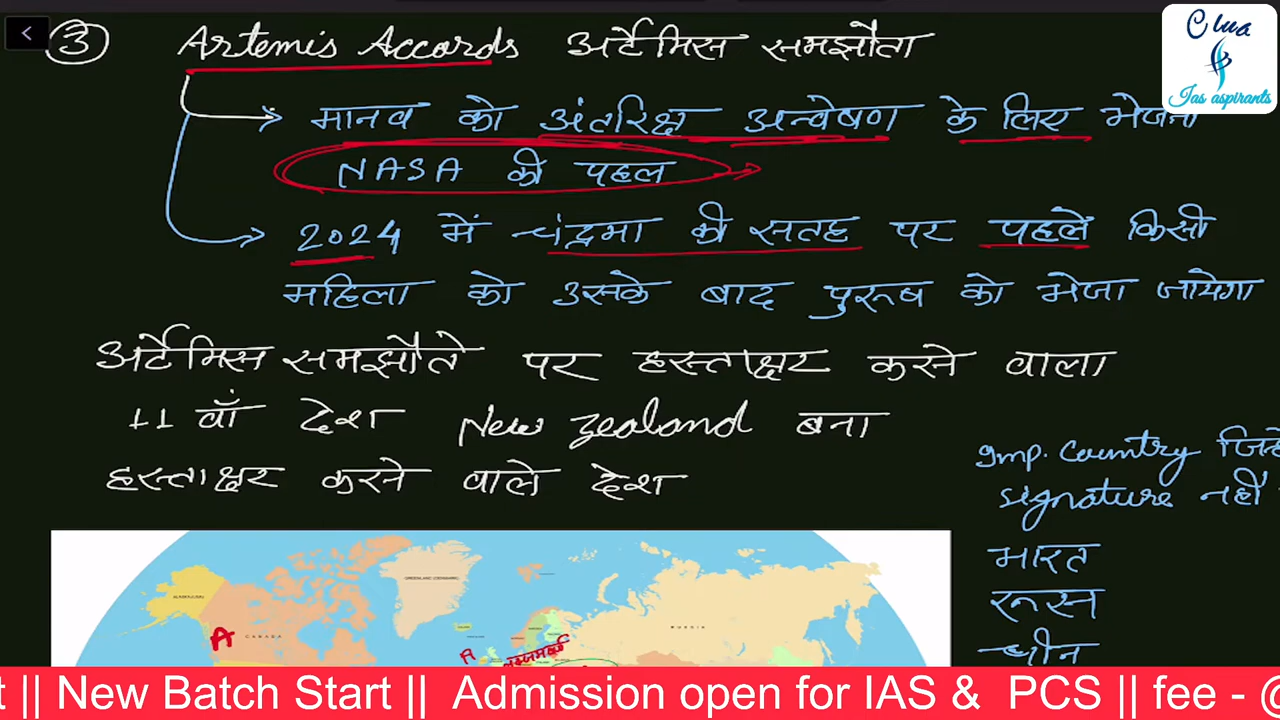 ③ Artemis Accords अर्टेमिस समझौता
Clua
Ias aspirants
मानव को अंतरिक्ष अन्वेषण के लिए भेजना
NASA की पहल
2024 में चंद्रमा की सतह पर पहले किसी
महिला को उसके बाद पुरूष को भेजा जायेगा
अर्टेमिस समझौते पर हस्ताक्षर करने वाला
11 वाँ देश New Zealand बना
हस्ताक्षर करने वाले देश
Imp. Country
signature नहीं
भारत
रूस
चीन
GREENLAND (DENMARK)
CANADA
RUSSIA
A
A
|| New Batch Start || Admission open for IAS & PCS || fee - @